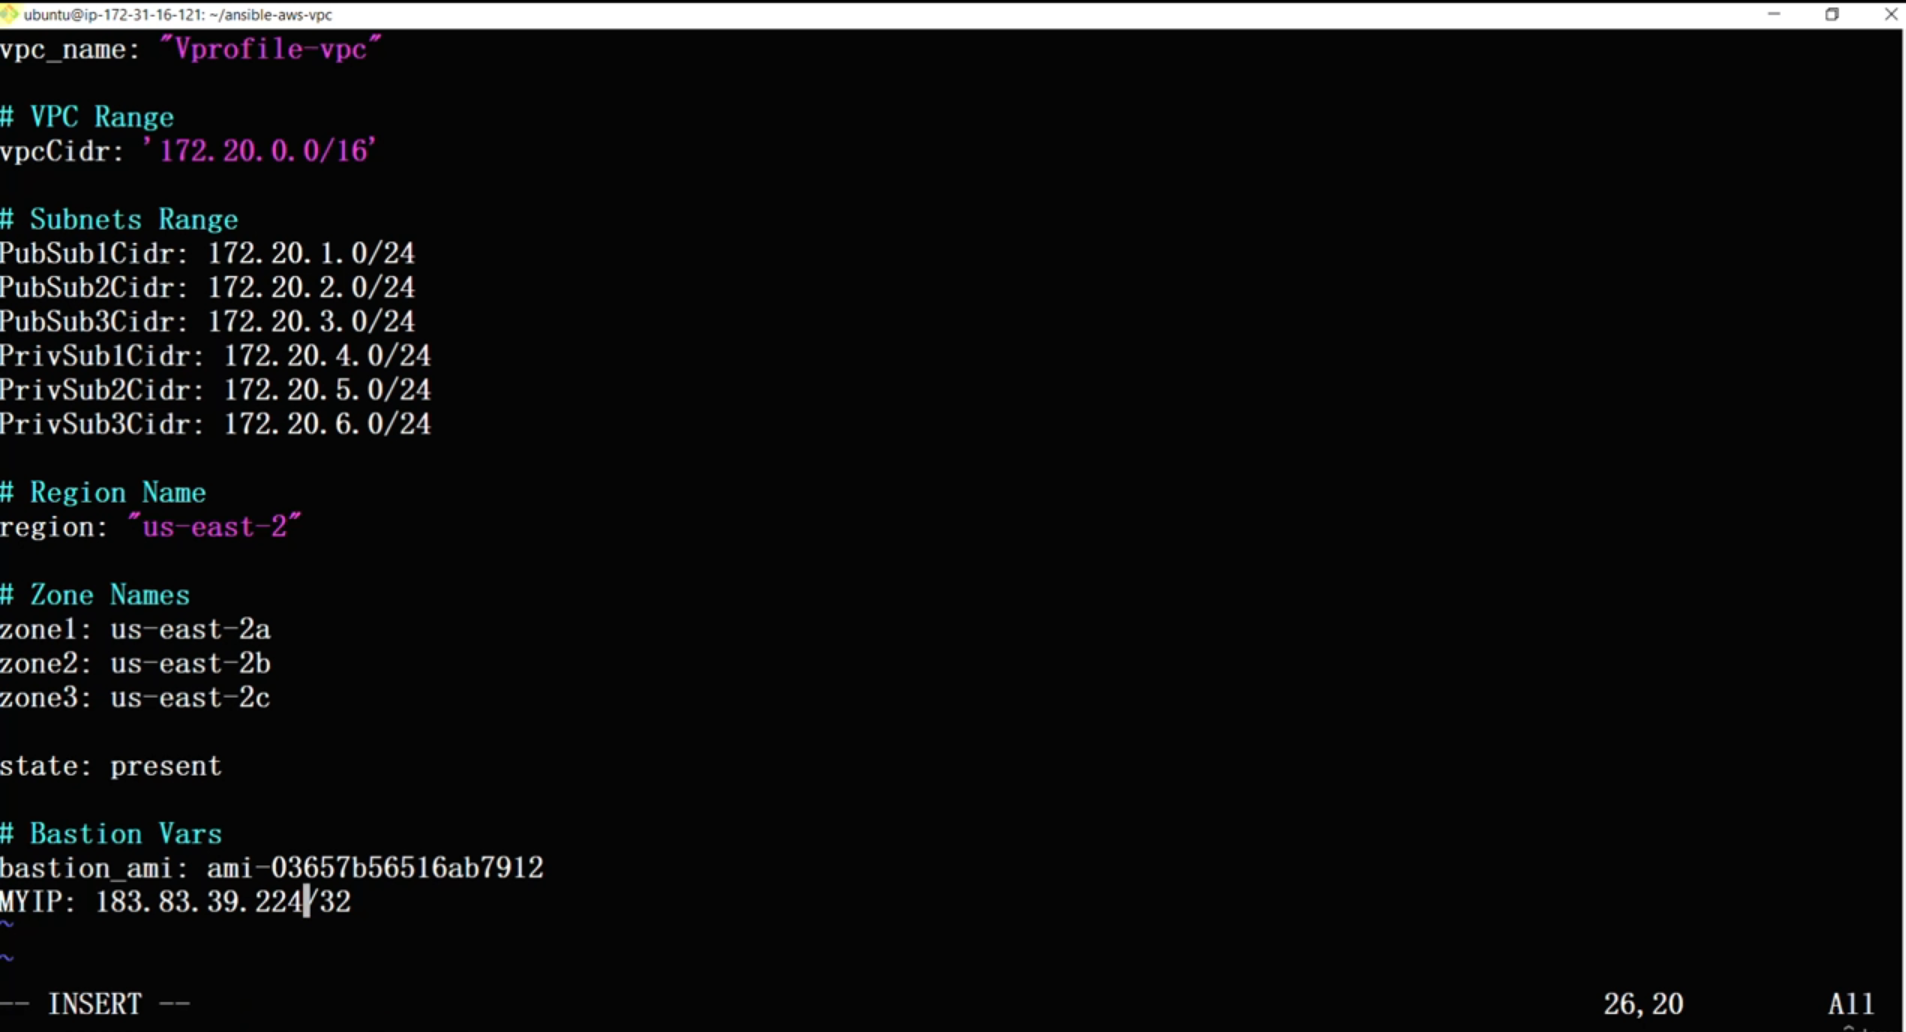 ubuntu@ip-172-31-16-121: ~/ansible-aws-vpc
vpc_name: "Vprofile-vpc"
# VPC Range
vpcCidr: '172.20.0.0/16'
# Subnets Range
PubSub1Cidr: 172.20.1.0/24
PubSub2Cidr: 172.20.2.0/24
PubSub3Cidr: 172.20.3.0/24
PrivSub1Cidr: 172.20.4.0/24
PrivSub2Cidr: 172.20.5.0/24
PrivSub3Cidr: 172.20.6.0/24
# Region Name
region: "us-east-2"
# Zone Names
zone1: us-east-2a
zone2: us-east-2b
zone3: us-east-2c
state: present
# Bastion Vars
bastion_ami: ami-03657b56516ab7912
MYIP: 183.83.39.224/32
~
~
-- INSERT -- 26,20 All